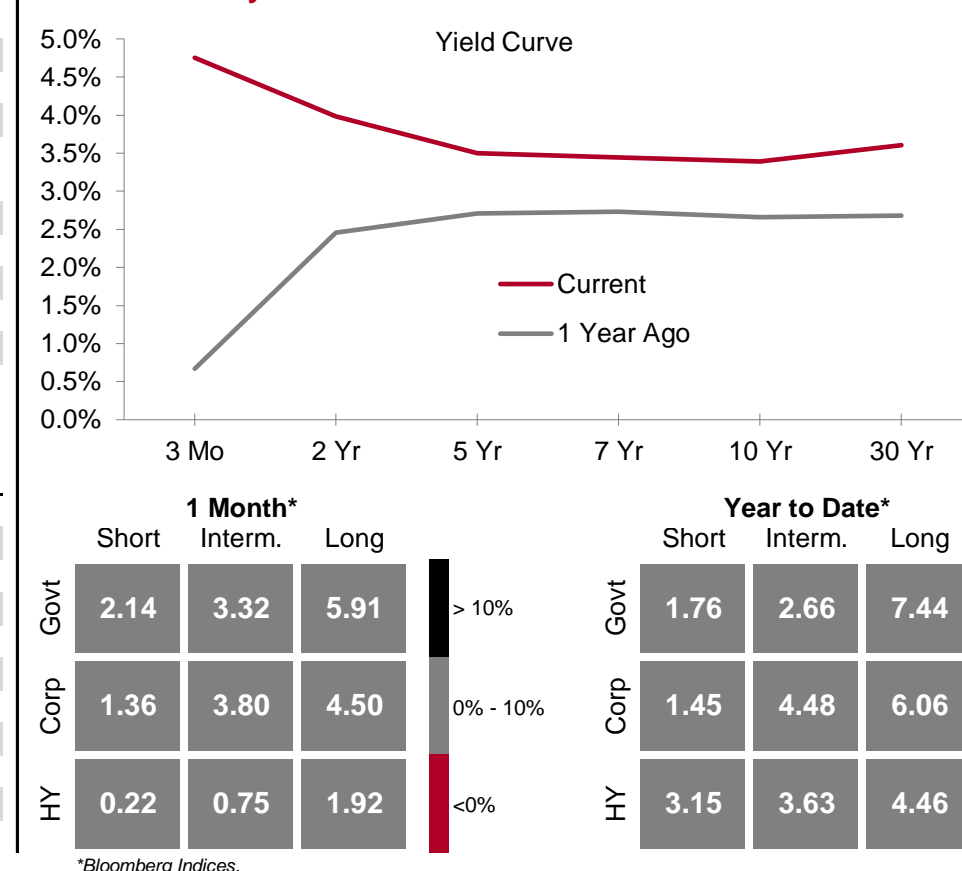 Yield Curve
5.0%
4.5%
4.0%
3.5%
3.0%
2.5%
2.0%
1.5%
1.0%
0.5%
0.0%
Current
1 Year Ago
3 Mo 2 Yr 5 Yr 7 Yr 10 Yr 30 Yr
1 Month*
Short Interm. Long
Govt 2.14 3.32 5.91
Corp 1.36 3.80 4.50
HY 0.22 0.75 1.92
> 10%
0% - 10%
<0%
Year to Date*
Short Interm. Long
Govt 1.76 2.66 7.44
Corp 1.45 4.48 6.06
HY 3.15 3.63 4.46
*Bloomberg Indices.